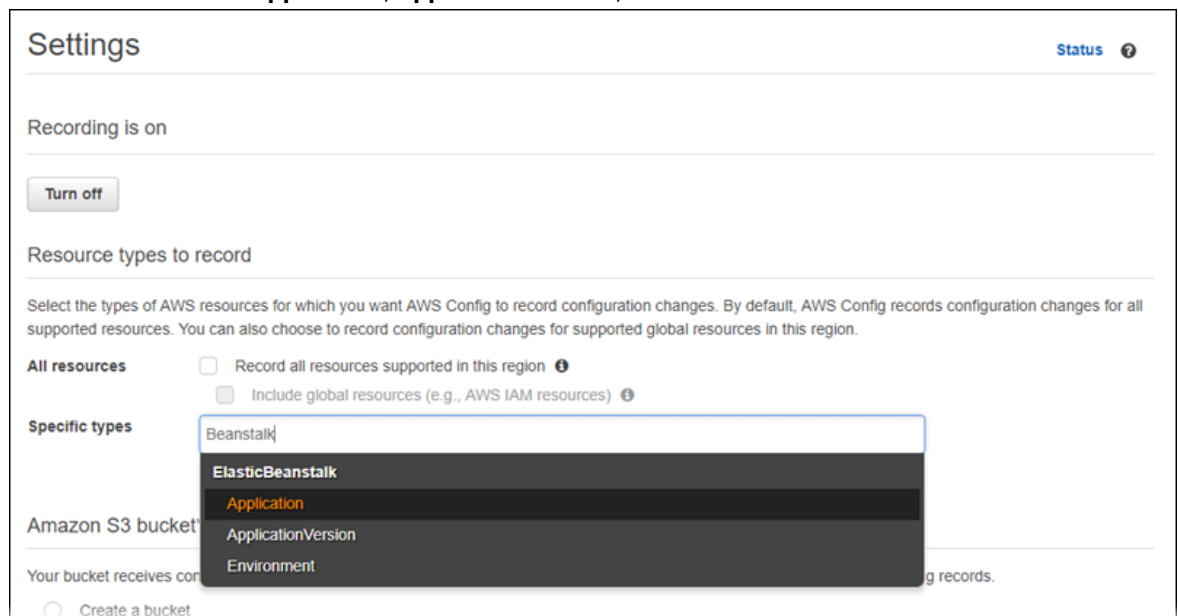 Settings
Status
Recording is on
Turn off
Resource types to record
Select the types of AWS resources for which you want AWS Config to record configuration changes. By default, AWS Config records configuration changes for all
supported resources. You can also choose to record configuration changes for supported global resources in this region.
All resources Record all resources supported in this region
Include global resources (e.g., AWS IAM resources)
Specific types Beanstalk
ElasticBeanstalk
Application
ApplicationVersion
Environment
Amazon S3 bucket
Your bucket receives g records.
Create a bucket